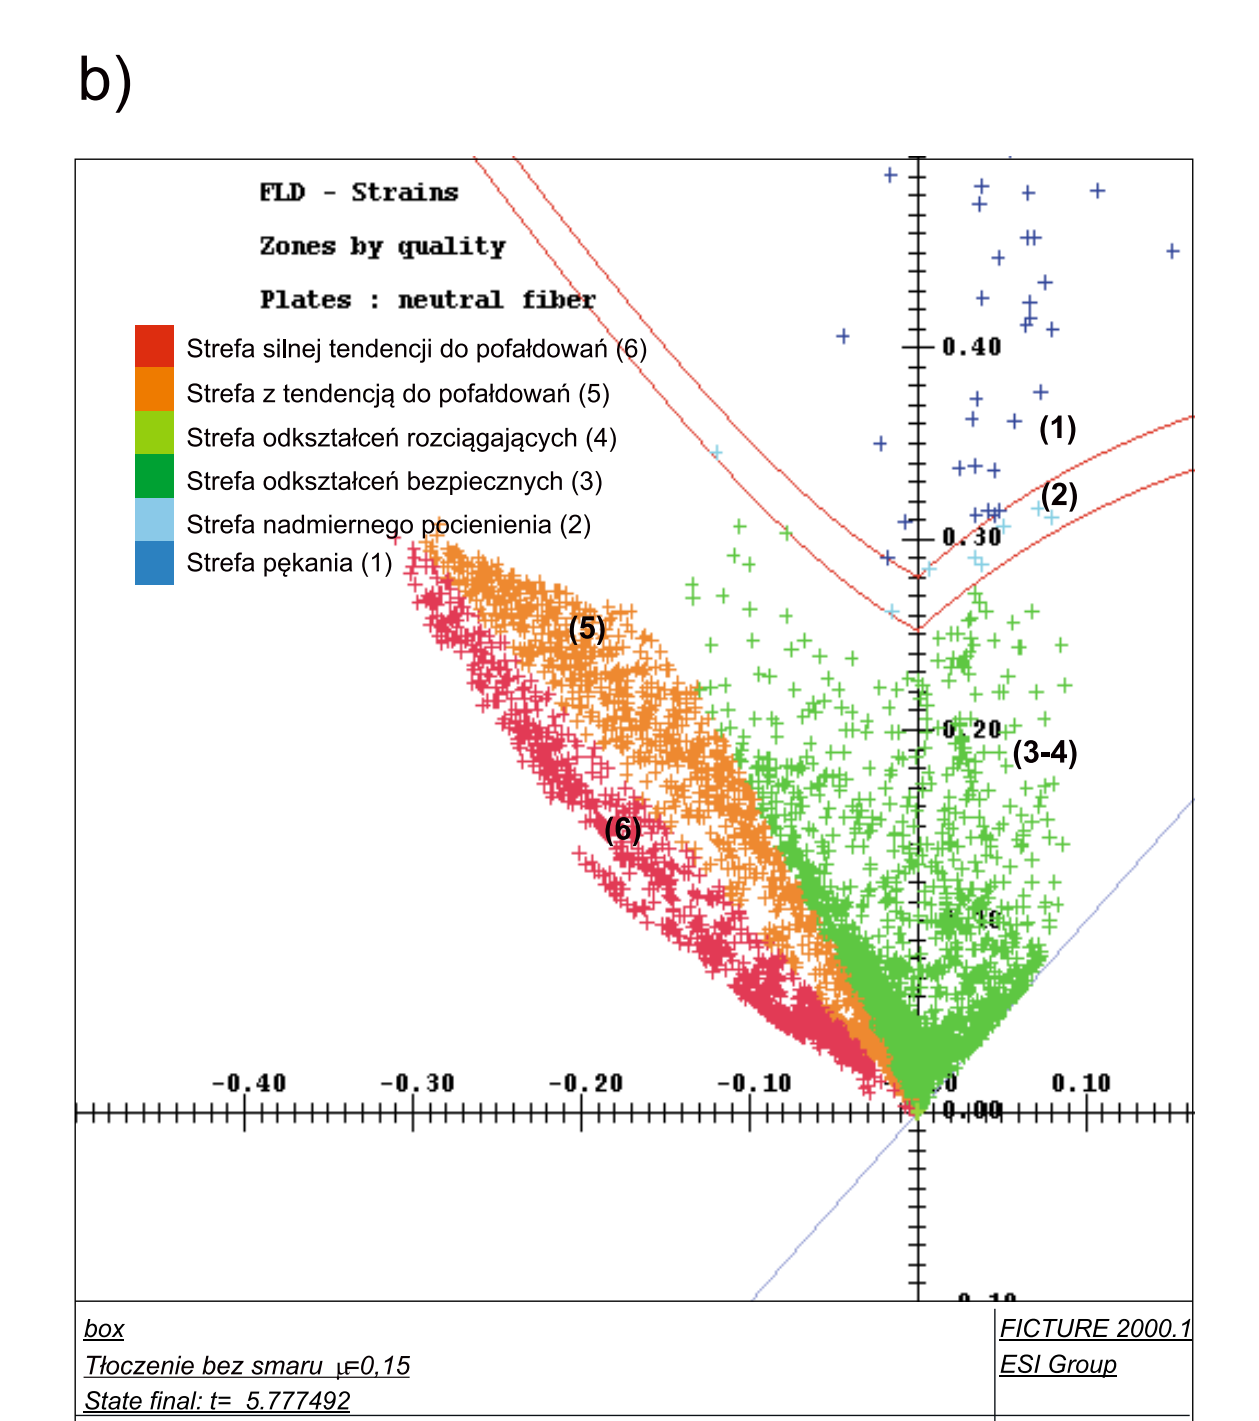 b)
FLD - Strains
Zones by quality
Plates : neutral fiber
Strefa silnej tendencji do pofałdowań (6)
Strefa z tendencją do pofałdowań (5)
Strefa odkształceń rozciągających (4)
Strefa odkształceń bezpiecznych (3)
Strefa nadmiernego pocienienia (2)
Strefa pękania (1)
0.40
(1)
(2)
0.30
(5)
0.20
(3-4)
(6)
-0.40 -0.30 -0.20 -0.10 0.10
0.00
box
Tłoczenie bez smaru μ=0,15
State final: t= 5.777492
FICTURE 2000.1
ESI Group